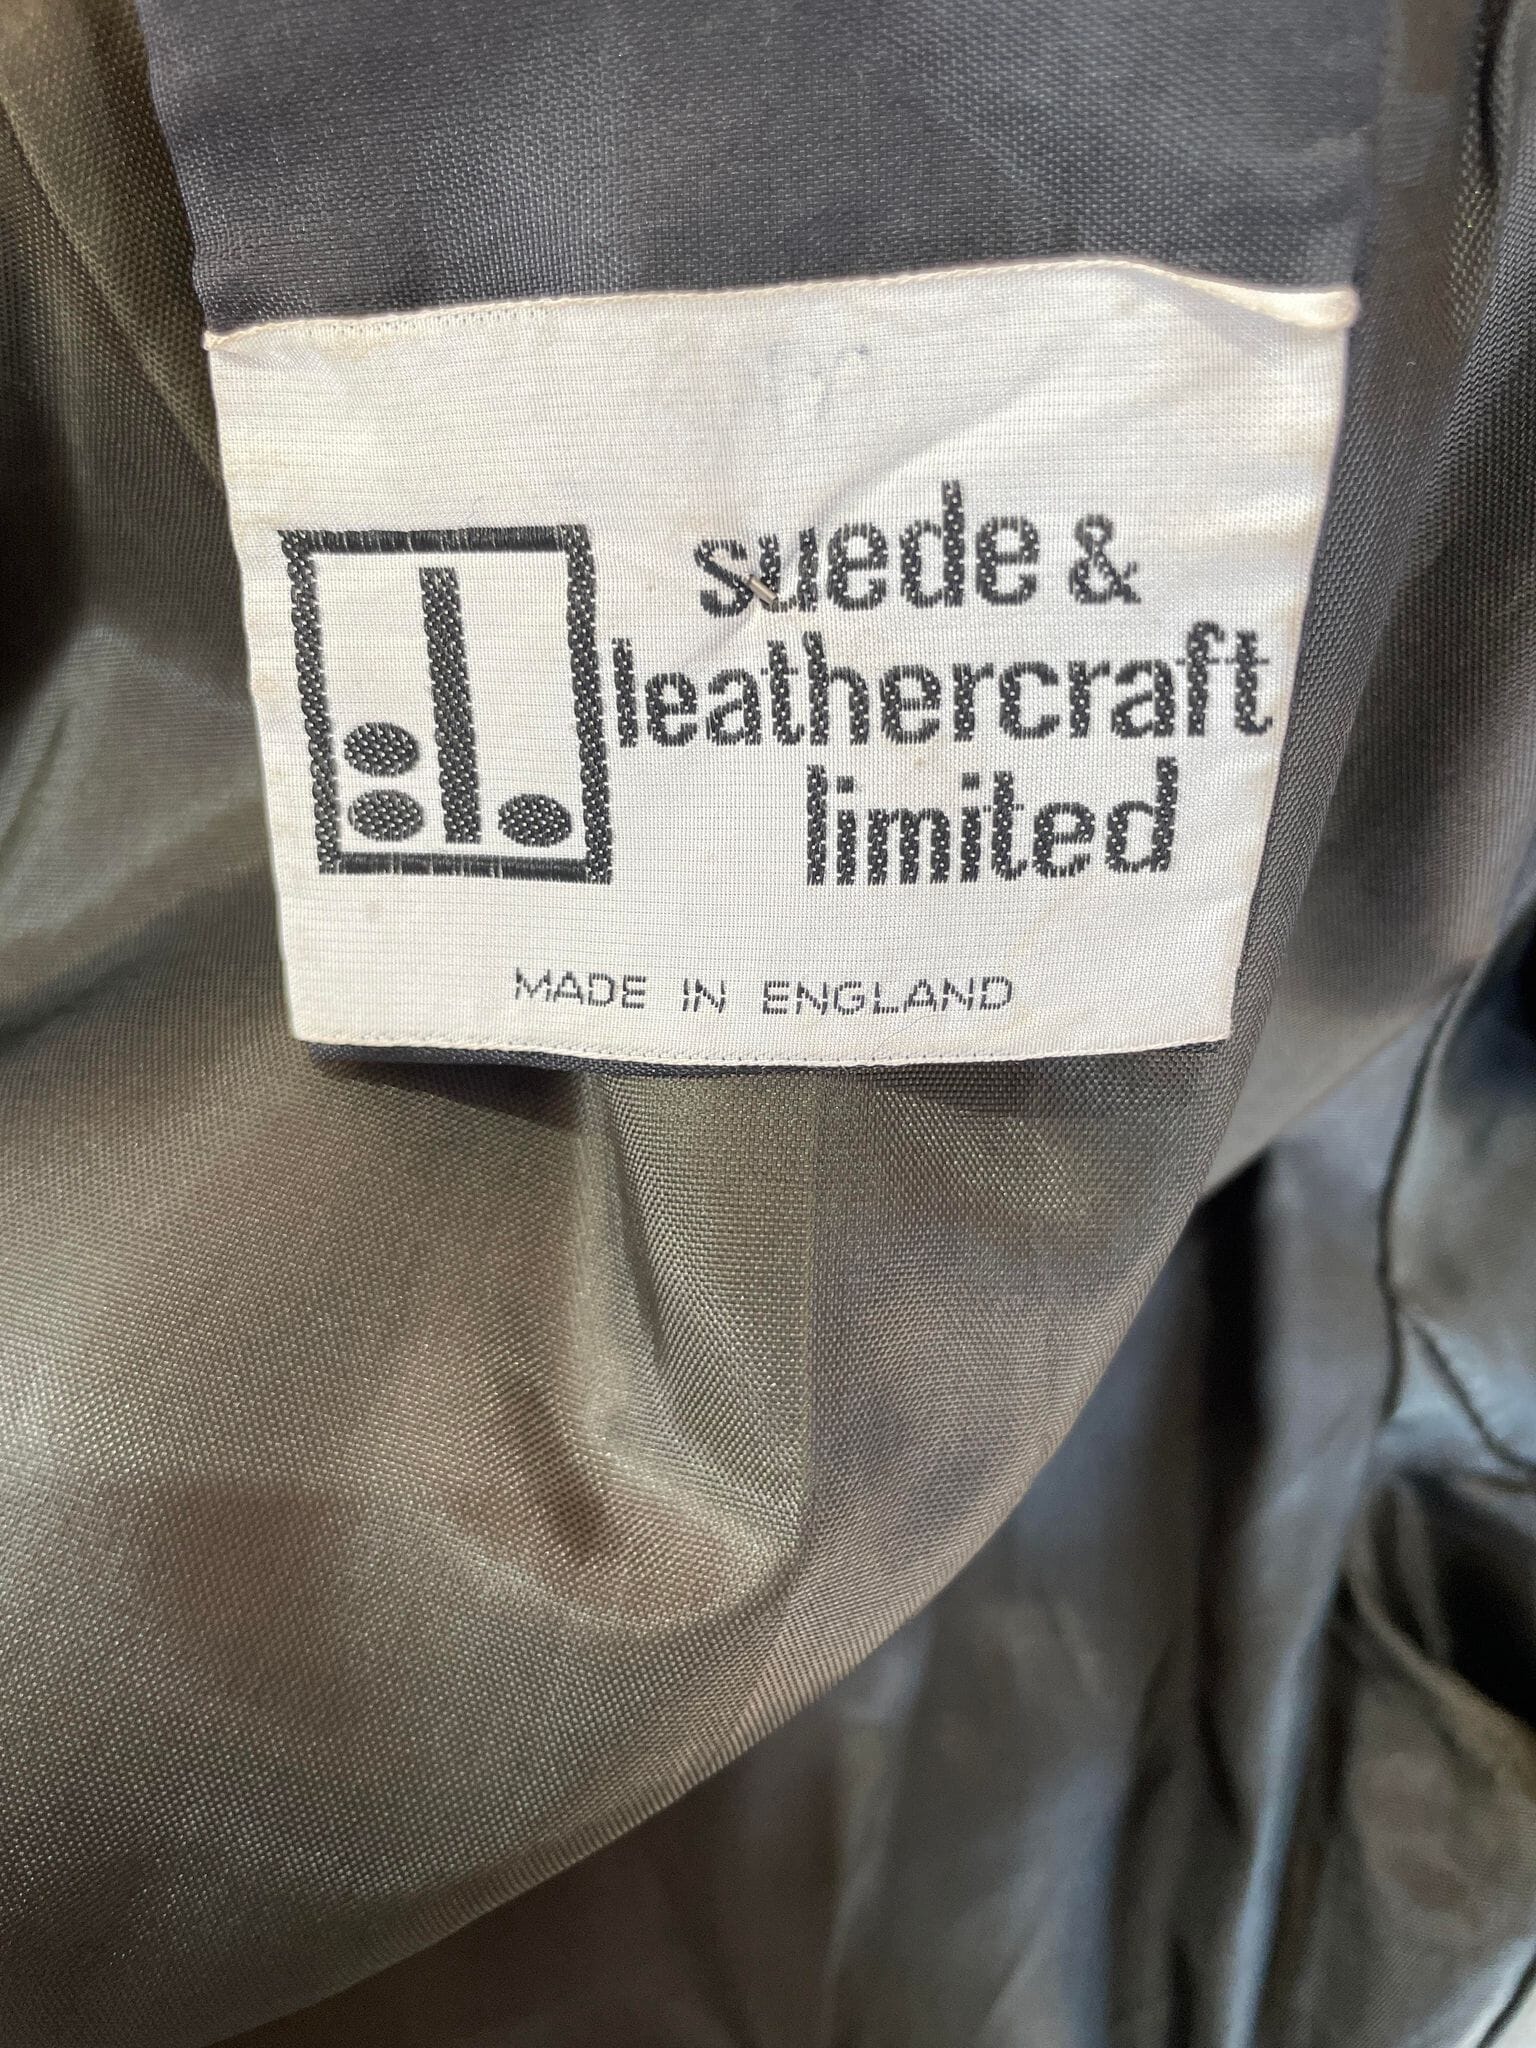 suede &
leathercraft
limited
MADE IN ENGLAND